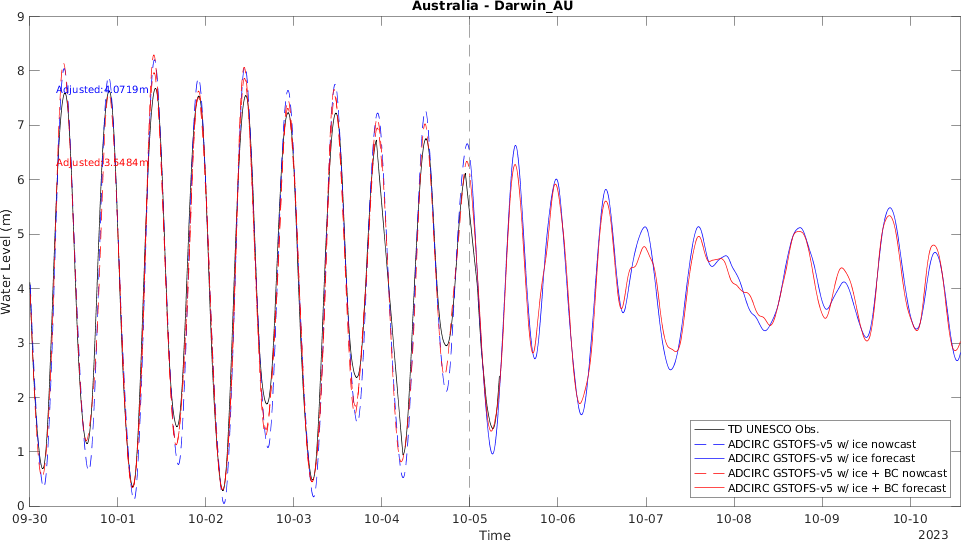 Australia - Darwin_AU
9
8
7
6
5
4
3
2
1
0
Water Level (m)
Adjusted:4.0719m
Adjusted:3.5484m
TD UNESCO Obs.
ADCIRC GSTOFS-v5 w/ ice nowcast
ADCIRC GSTOFS-v5 w/ ice forecast
ADCIRC GSTOFS-v5 w/ ice + BC nowcast
ADCIRC GSTOFS-v5 w/ ice + BC forecast
09-30 10-01 10-02 10-03 10-04 10-05 10-06 10-07 10-08 10-09 10-10
Time
2023